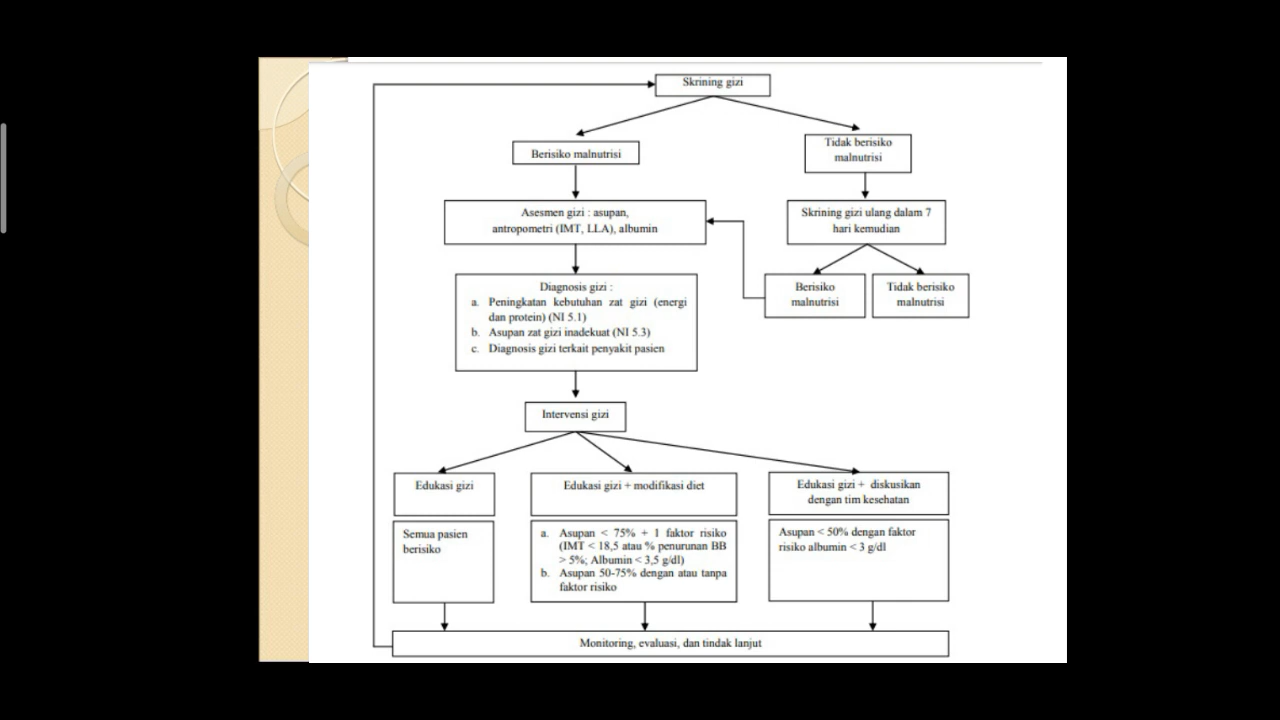 Skrining gizi
Berisiko malnutrisi
Tidak berisiko
malnutrisi
Asesmen gizi : asupan,
antropometri (IMT, LLA), albumin
Skrining gizi ulang dalam 7
hari kemudian
Berisiko
malnutrisi
Tidak berisiko
malnutrisi
Diagnosis gizi :
a. Peningkatan kebutuhan zat gizi (energi
dan protein) (NI 5.1)
b. Asupan zat gizi inadekuat (NI 5.3)
c. Diagnosis gizi terkait penyakit pasien
Intervensi gizi
Edukasi gizi
Edukasi gizi + modifikasi diet
Edukasi gizi + diskusikan
dengan tim kesehatan
Semua pasien
berisiko
a. Asupan < 75% + 1 faktor risiko
(IMT < 18,5 atau % penurunan BB
> 5%; Albumin < 3,5 g/dl)
b. Asupan 50-75% dengan atau tanpa
faktor risiko
Asupan < 50% dengan faktor
risiko albumin < 3 g/dl
Monitoring, evaluasi, dan tindak lanjut